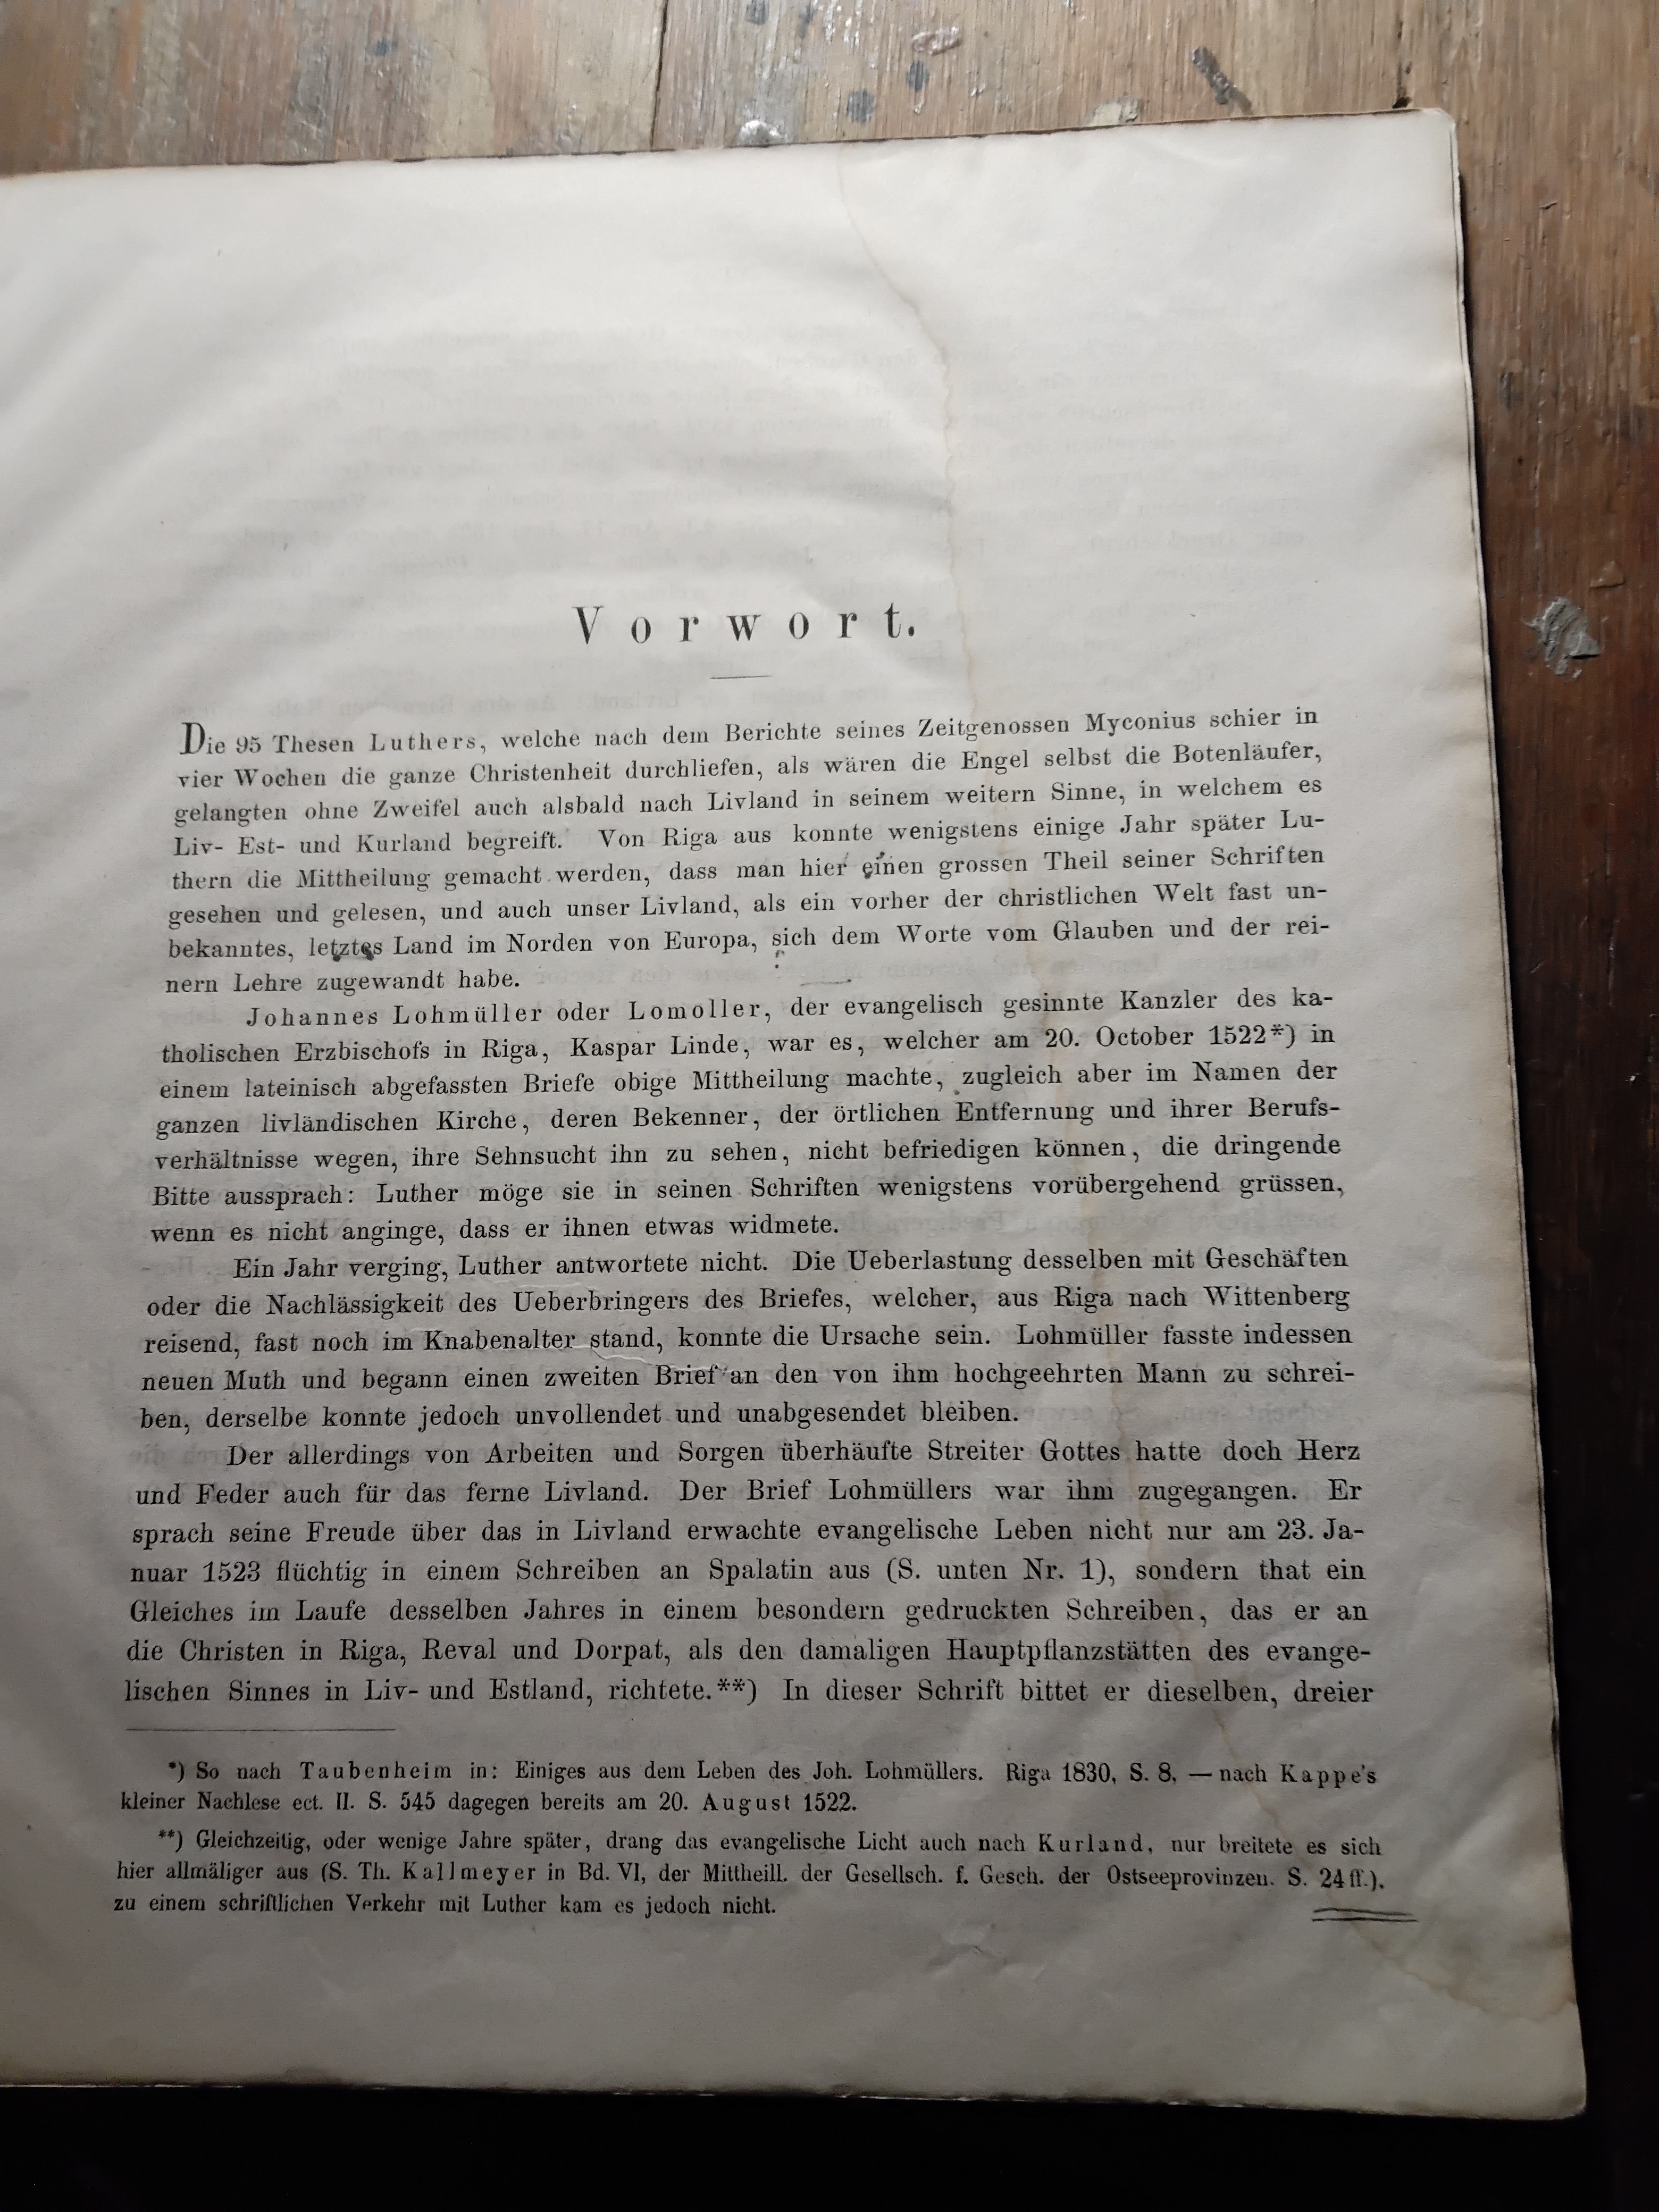 Vorwort.
Die 95 Thesen Luthers, welche nach dem Berichte seines Zeitgenossen Myconius schier in
vier Wochen die ganze Christenheit durchliefen, als wären die Engel selbst die Botenläufer,
gelangten ohne Zweifel auch alsbald nach Livland in seinem weitern Sinne, in welchem es
Liv- Est- und Kurland begreift. Von Riga aus konnte wenigstens einige Jahr später Lu-
thern die Mittheilung gemacht werden, dass man hier einen grossen Theil seiner Schriften
gesehen und gelesen, und auch unser Livland, als ein vorher der christlichen Welt fast un-
bekanntes, letztes Land im Norden von Europa, sich dem Worte vom Glauben und der rei-
nern Lehre zugewandt habe.
Johannes Lohmüller oder Lomoller, der evangelisch gesinnte Kanzler des ka-
tholischen Erzbischofs in Riga, Kaspar Linde, war es, welcher am 20. October 1522*) in
einem lateinisch abgefassten Briefe obige Mittheilung machte, zugleich aber im Namen der
ganzen livländischen Kirche, deren Bekenner, der örtlichen Entfernung und ihrer Berufs-
verhältnisse wegen, ihre Sehnsucht ihn zu sehen, nicht befriedigen können, die dringende
Bitte aussprach: Luther möge sie in seinen Schriften wenigstens vorübergehend grüssen,
wenn es nicht anginge, dass er ihnen etwas widmete.
Ein Jahr verging, Luther antwortete nicht. Die Ueberlastung desselben mit Geschäften
oder die Nachlässigkeit des Ueberbringers des Briefes, welcher, aus Riga nach Wittenberg
reisend, fast noch im Knabenalter stand, konnte die Ursache sein. Lohmüller fasste indessen
neuen Muth und begann einen zweiten Brief an den von ihm hochgeehrten Mann zu schrei-
ben, derselbe konnte jedoch unvollendet und unabgesendet bleiben.
Der allerdings von Arbeiten und Sorgen überhäufte Streiter Gottes hatte doch Herz
und Feder auch für das ferne Livland. Der Brief Lohmüllers war ihm zugegangen. Er
sprach seine Freude über das in Livland erwachte evangelische Leben nicht nur am 23. Ja-
nuar 1523 flüchtig in einem Schreiben an Spalatin aus (S. unten Nr. 1), sondern that ein
Gleiches im Laufe desselben Jahres in einem besondern gedruckten Schreiben, das er an
die Christen in Riga, Reval und Dorpat, als den damaligen Hauptpflanzstätten des evange-
lischen Sinnes in Liv- und Estland, richtete.**) In dieser Schrift bittet er dieselben, dreier
*) So nach Taubenheim in: Einiges aus dem Leben des Joh. Lohmüllers. Riga 1830, S. 8, — nach Kappe's
kleiner Nachlese ect. II. S. 545 dagegen bereits am 20. August 1522.
**) Gleichzeitig, oder wenige Jahre später, drang das evangelische Licht auch nach Kurland, nur breitete es sich
hier allmäliger aus (S. Th. Kallmeyer in Bd. VI, der Mittheill. der Gesellsch. f. Gesch. der Ostseeprovinzen. S. 24 ff.),
zu einem schriftlichen Verkehr mit Luther kam es jedoch nicht.